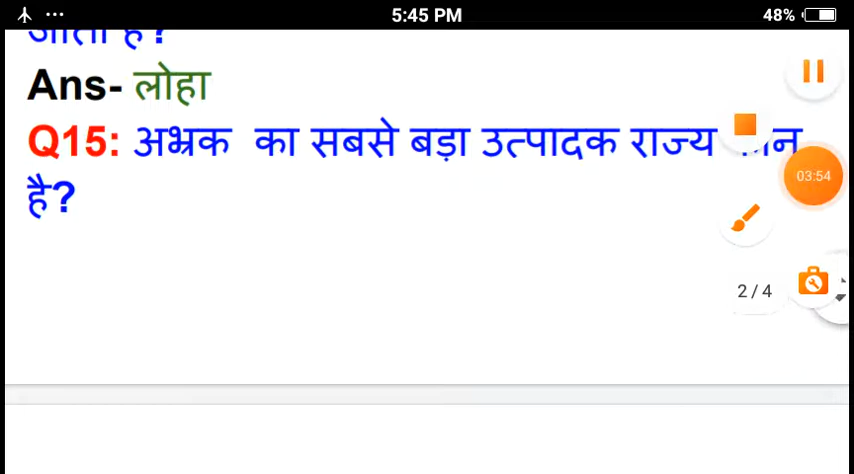 5:45 PM
48%
जाता है?
Ans- लोहा
Q15: अभ्रक का सबसे बड़ा उत्पादक राज्य
03:54
है?
2 / 4